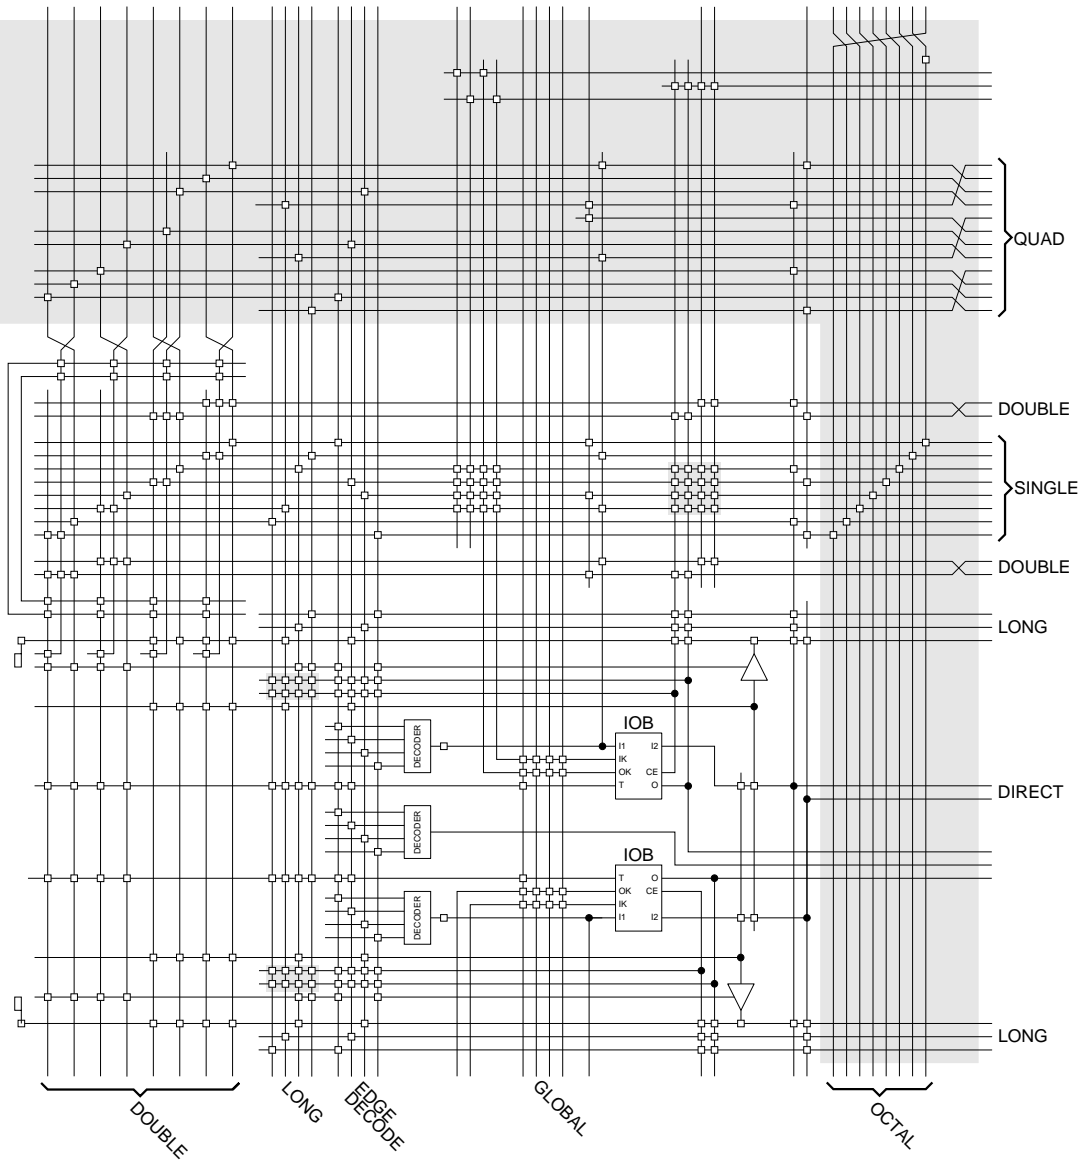 QUAD
DOUBLE
SINGLE
DOUBLE
LONG
IOB
DECODER
I1 I2
IK
OK CE
T O
DIRECT
DECODER
IOB
T O
OK CE
IK
I1 I2
DECODER
LONG
DOUBLE
LONG
EDGE
DECODE
GLOBAL
OCTAL